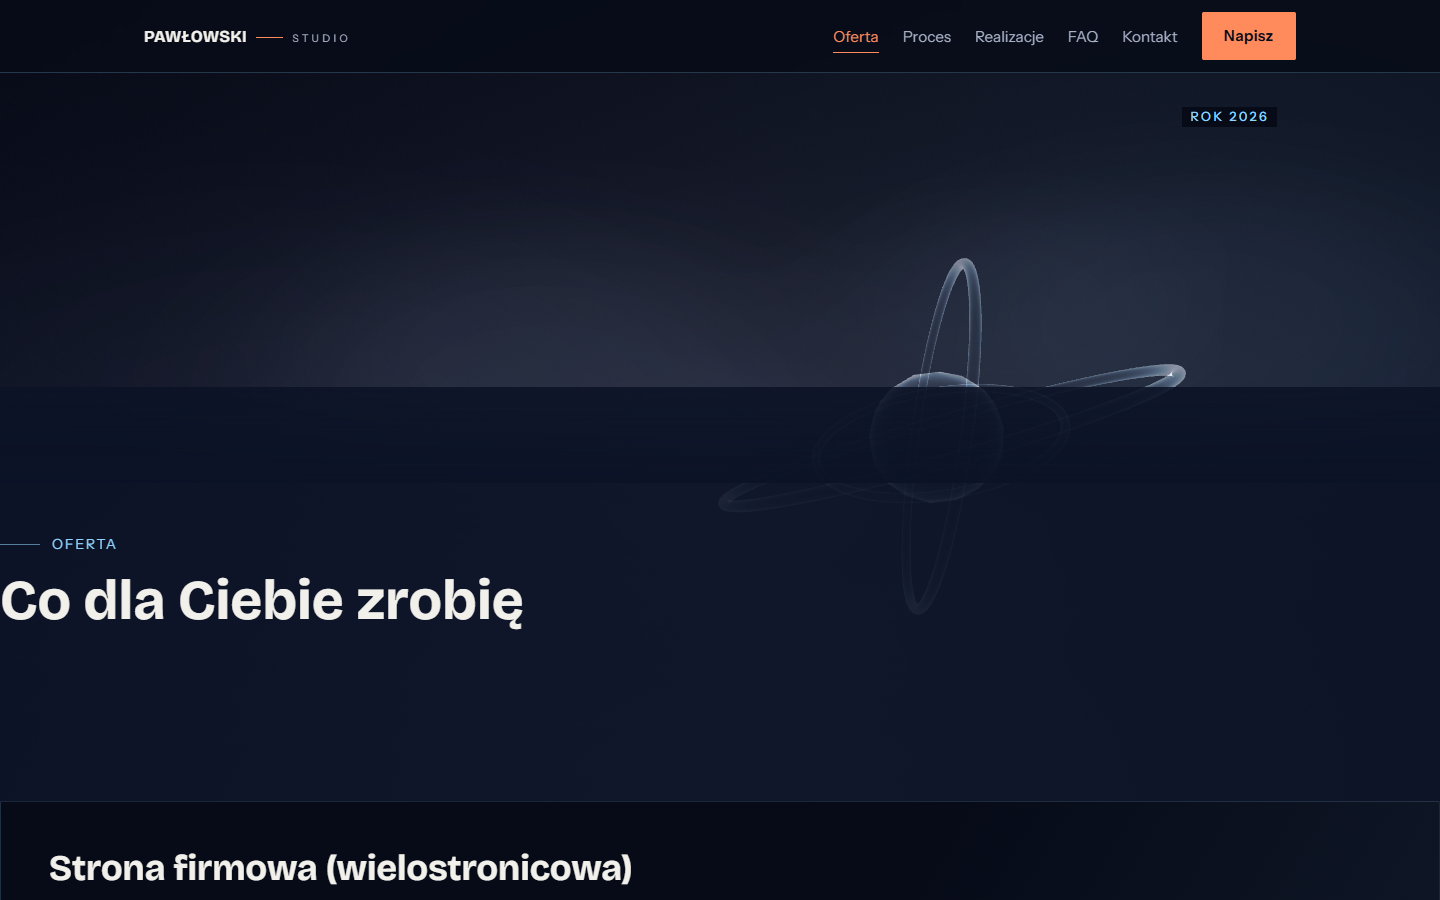 PAWŁOWSKI STUDIO
Oferta Proces Realizacje FAQ Kontakt Napisz
ROK 2026
OFERTA
Co dla Ciebie zrobię
Strona firmowa (wielostronicowa)